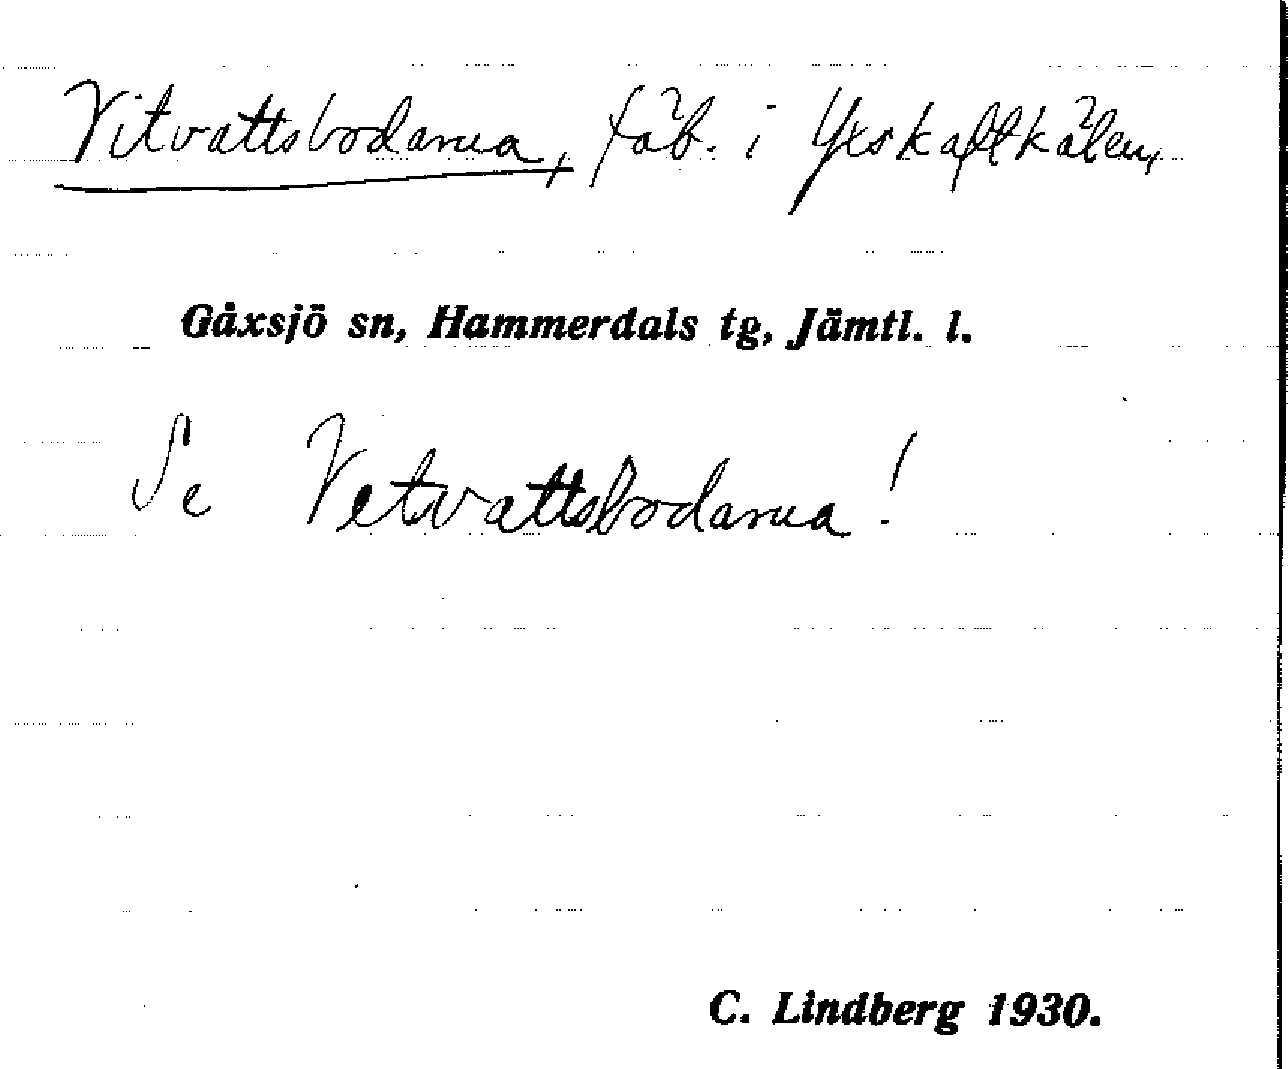 Vitvattsbodarna, fäb. i Yxskaftkälen,
Gåxsjö sn, Hammerdals tg, Jämtl. l.
Se Vetvattsbodarna!
C. Lindberg 1930.